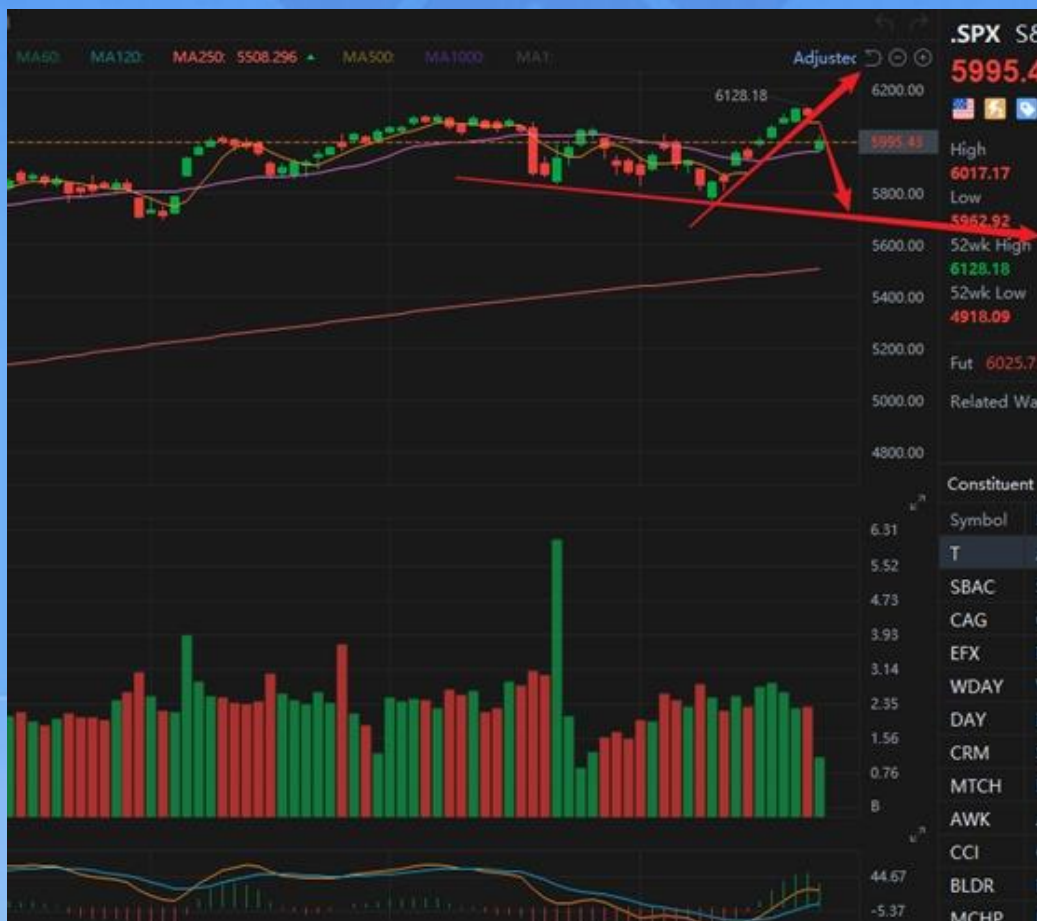 MA60: MA120: MA250: 5508.296 MA500: MA1000 MA1:
Adjusted
6128.18
6200.00
5995.43
5800.00
5600.00
5400.00
5200.00
5000.00
4800.00
6.31
5.52
4.73
3.93
3.14
2.35
1.56
0.76
B
44.67
-5.37
.SPX S&
5995.4
High
6017.17
Low
5962.92
52wk High
6128.18
52wk Low
4918.09
Fut 6025.7
Related Wa
Constituent
Symbol
T
SBAC
CAG
EFX
WDAY
DAY
CRM
MTCH
AWK
CCI
BLDR
MCHP